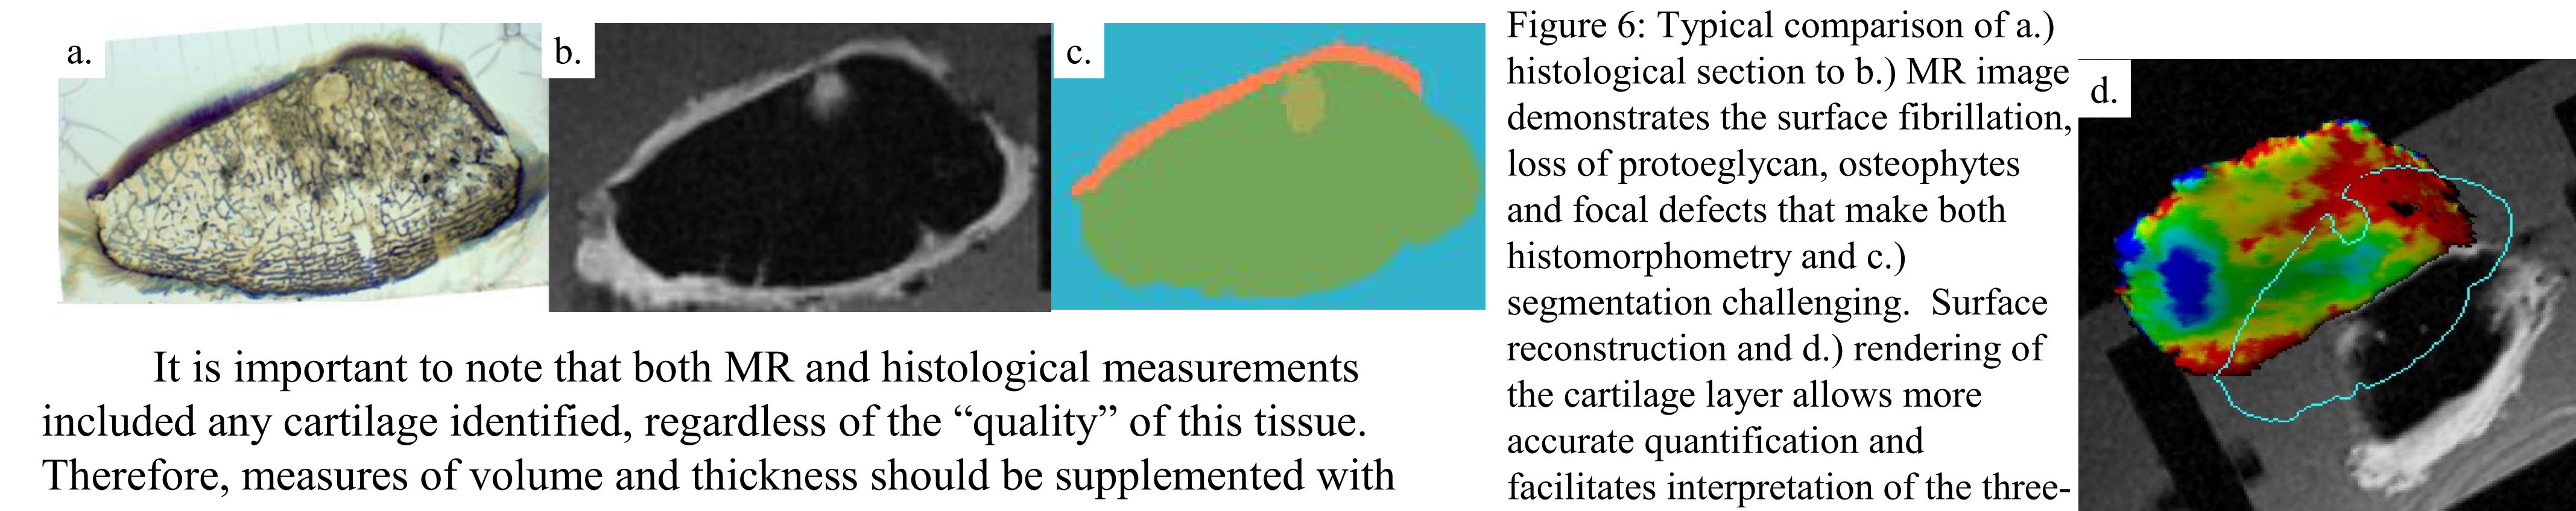 a.
b.
c.
Figure 6: Typical comparison of a.)
histological section to b.) MR image
demonstrates the surface fibrillation,
loss of protoeglycan, osteophytes
and focal defects that make both
histomorphometry and c.)
segmentation challenging.  Surface
reconstruction and d.) rendering of
the cartilage layer allows more
accurate quantification and
facilitates interpretation of the three-
d.
It is important to note that both MR and histological measurements
included any cartilage identified, regardless of the “quality” of this tissue.
Therefore, measures of volume and thickness should be supplemented with